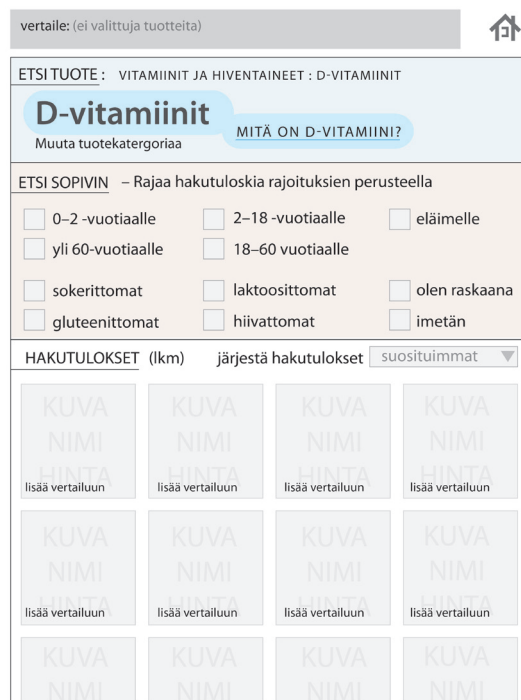 vertaile: (ei valittuja tuotteita)
ETSI TUOTE : VITAMIINIT JA HIVENTAINEET : D-VITAMIINIT
D-vitamiinit
MITÄ ON D-VITAMIINI?
Muuta tuotekatergoriaa
ETSI SOPIVIN – Rajaa hakutuloskia rajoituksien perusteella
0–2 -vuotiaalle 2–18 -vuotiaalle eläimelle
yli 60-vuotiaalle 18–60 vuotiaalle
sokerittomat laktoosittomat olen raskaana
gluteenittomat hiivattomat imetän
HAKUTULOKSET (lkm) järjestä hakutulokset suosituimmat
KUVA KUVA KUVA KUVA
NIMI NIMI NIMI NIMI
HINTA HINTA HINTA HINTA
lisää vertailuun lisää vertailuun lisää vertailuun lisää vertailuun
KUVA KUVA KUVA KUVA
NIMI NIMI NIMI NIMI
HINTA HINTA HINTA HINTA
lisää vertailuun lisää vertailuun lisää vertailuun lisää vertailuun
KUVA KUVA KUVA KUVA
NIMI NIMI NIMI NIMI